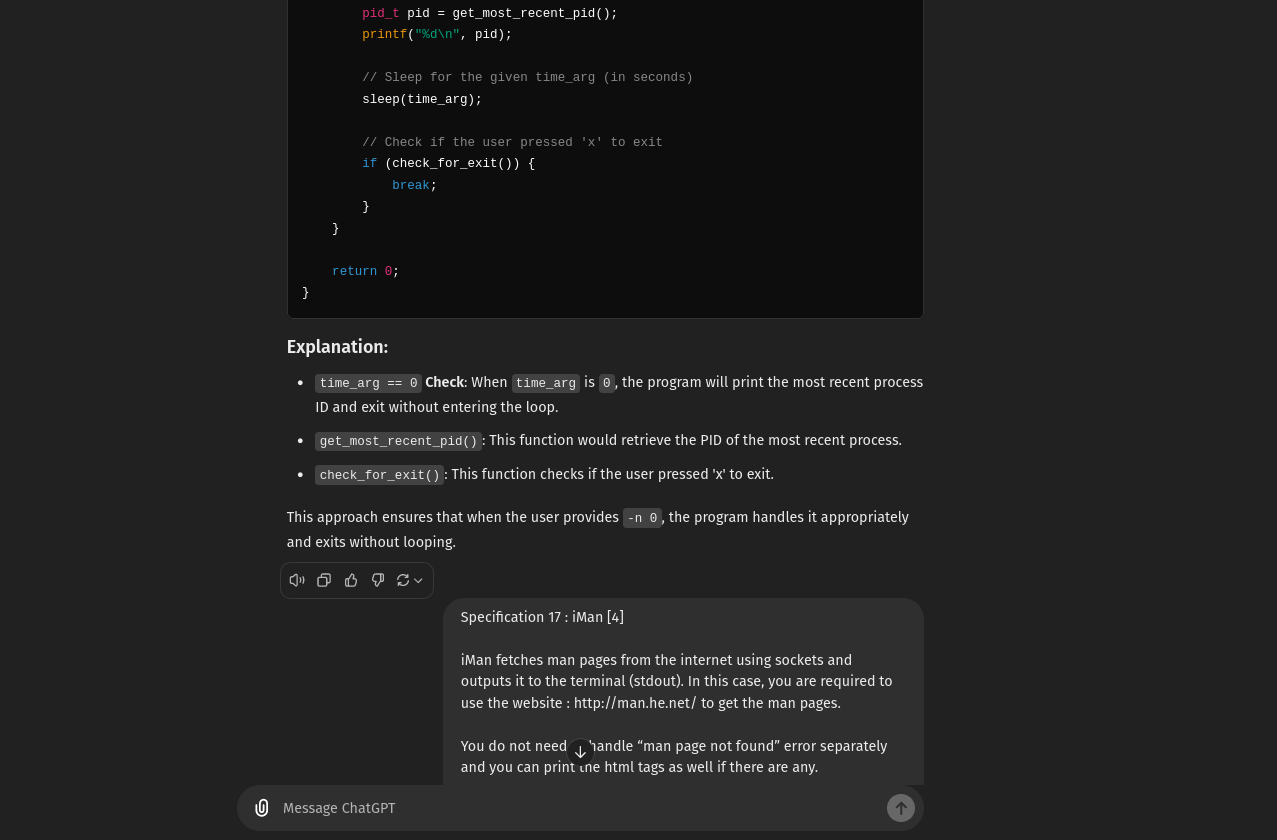 pid_t pid = get_most_recent_pid();
printf("%d\n", pid);
// Sleep for the given time_arg (in seconds)
sleep(time_arg);
// Check if the user pressed 'x' to exit
if (check_for_exit()) {
break;
}
}
return 0;
}
Explanation:
• time_arg == 0 Check: When time_arg is 0, the program will print the most recent process
ID and exit without entering the loop.
• get_most_recent_pid(): This function would retrieve the PID of the most recent process.
• check_for_exit(): This function checks if the user pressed 'x' to exit.
This approach ensures that when the user provides -n 0, the program handles it appropriately
and exits without looping.
Specification 17 : iMan [4]
iMan fetches man pages from the internet using sockets and
outputs it to the terminal (stdout). In this case, you are required to
use the website : http://man.he.net/ to get the man pages.
You do not need handle “man page not found” error separately
and you can print the html tags as well if there are any.
Message ChatGPT